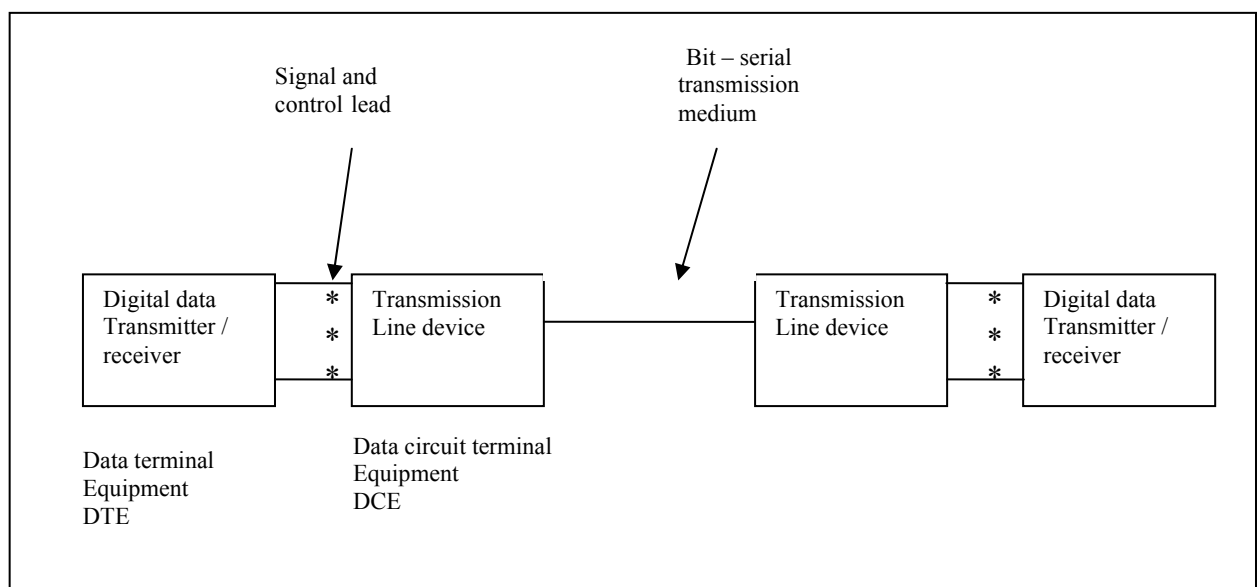 Signal and
control lead
Bit – serial
transmission
medium
Digital data
Transmitter /
receiver
*
*
*
Transmission
Line device
Transmission
Line device
*
*
*
Digital data
Transmitter /
receiver
Data terminal
Equipment
DTE
Data circuit terminal
Equipment
DCE